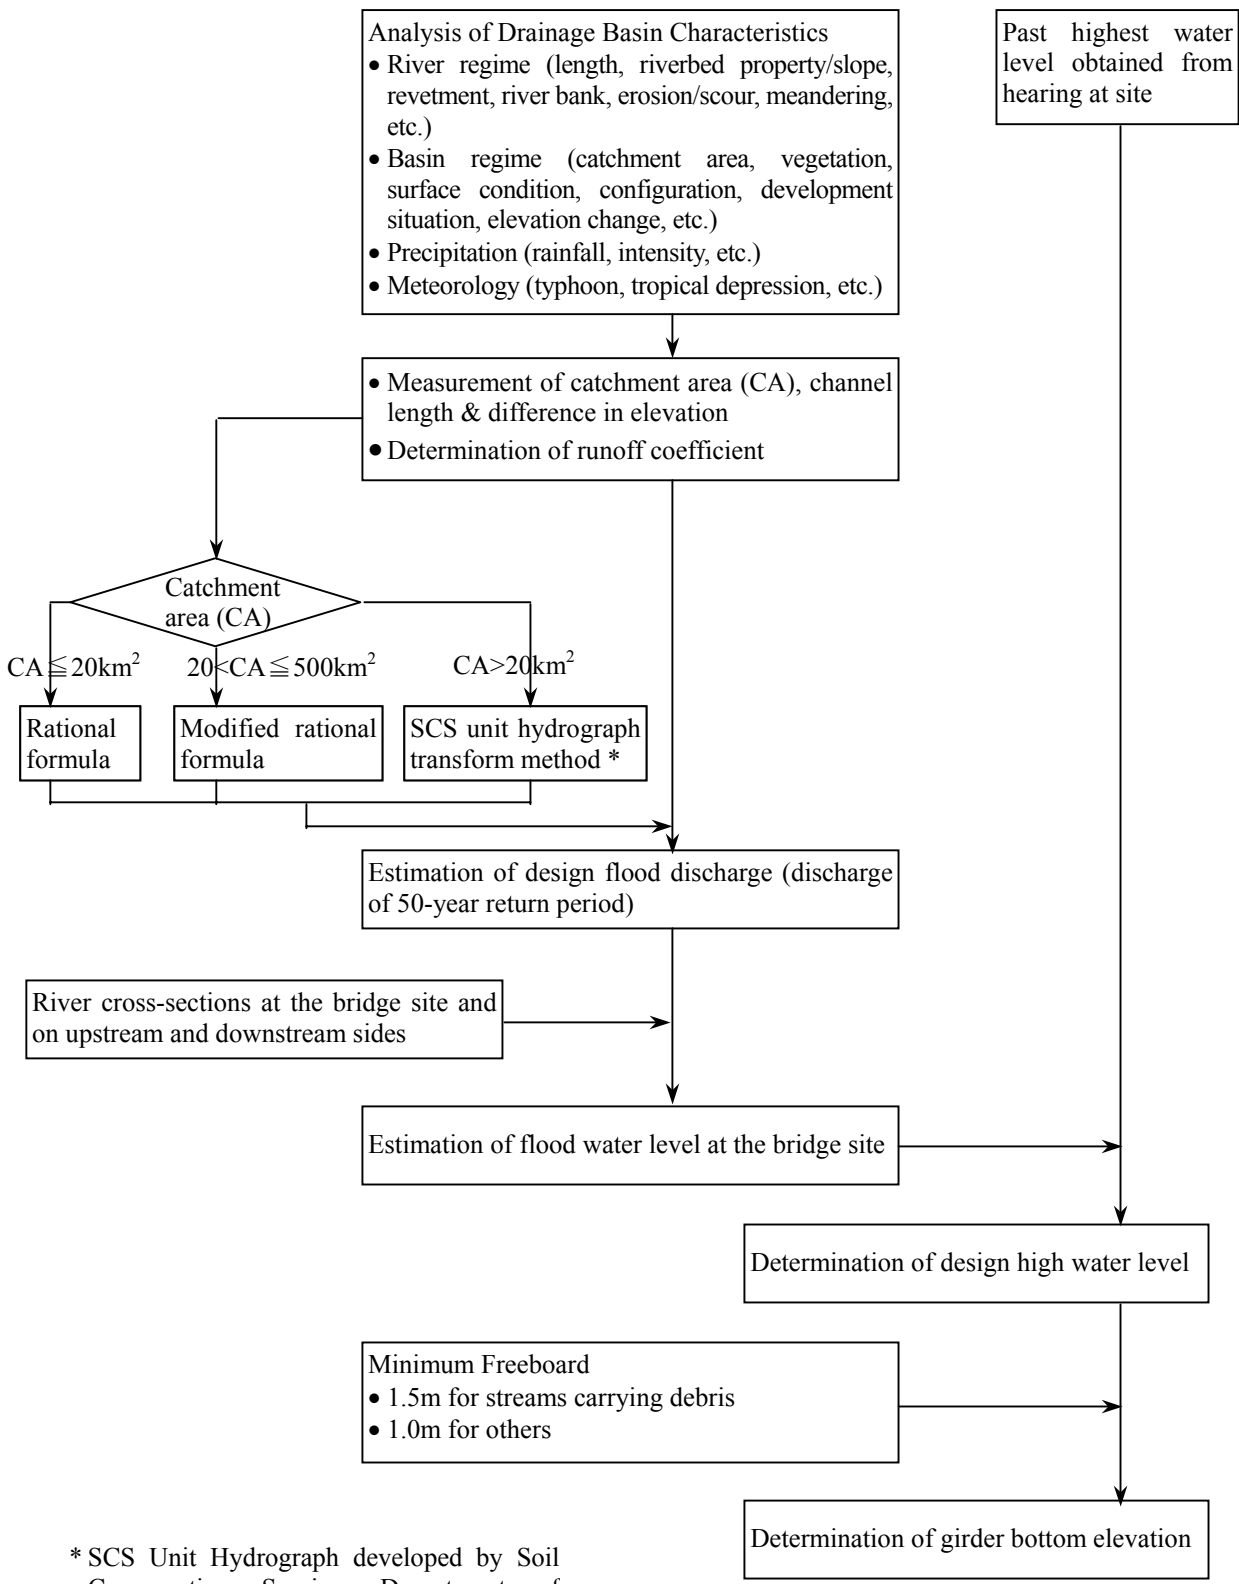 Analysis of Drainage Basin Characteristics
• River regime (length, riverbed property/slope,
revetment, river bank, erosion/scour, meandering,
etc.)
• Basin regime (catchment area, vegetation,
surface condition, configuration, development
situation, elevation change, etc.)
• Precipitation (rainfall, intensity, etc.)
• Meteorology (typhoon, tropical depression, etc.)
Past highest water
level obtained from
hearing at site
• Measurement of catchment area (CA), channel
length & difference in elevation
• Determination of runoff coefficient
Catchment
area (CA)
CA≦20km²
20<CA≦500km²
CA>20km²
Rational
formula
Modified rational
formula
SCS unit hydrograph
transform method *
Estimation of design flood discharge (discharge
of 50-year return period)
River cross-sections at the bridge site and
on upstream and downstream sides
Estimation of flood water level at the bridge site
Determination of design high water level
Minimum Freeboard
• 1.5m for streams carrying debris
• 1.0m for others
Determination of girder bottom elevation
* SCS Unit Hydrograph developed by Soil